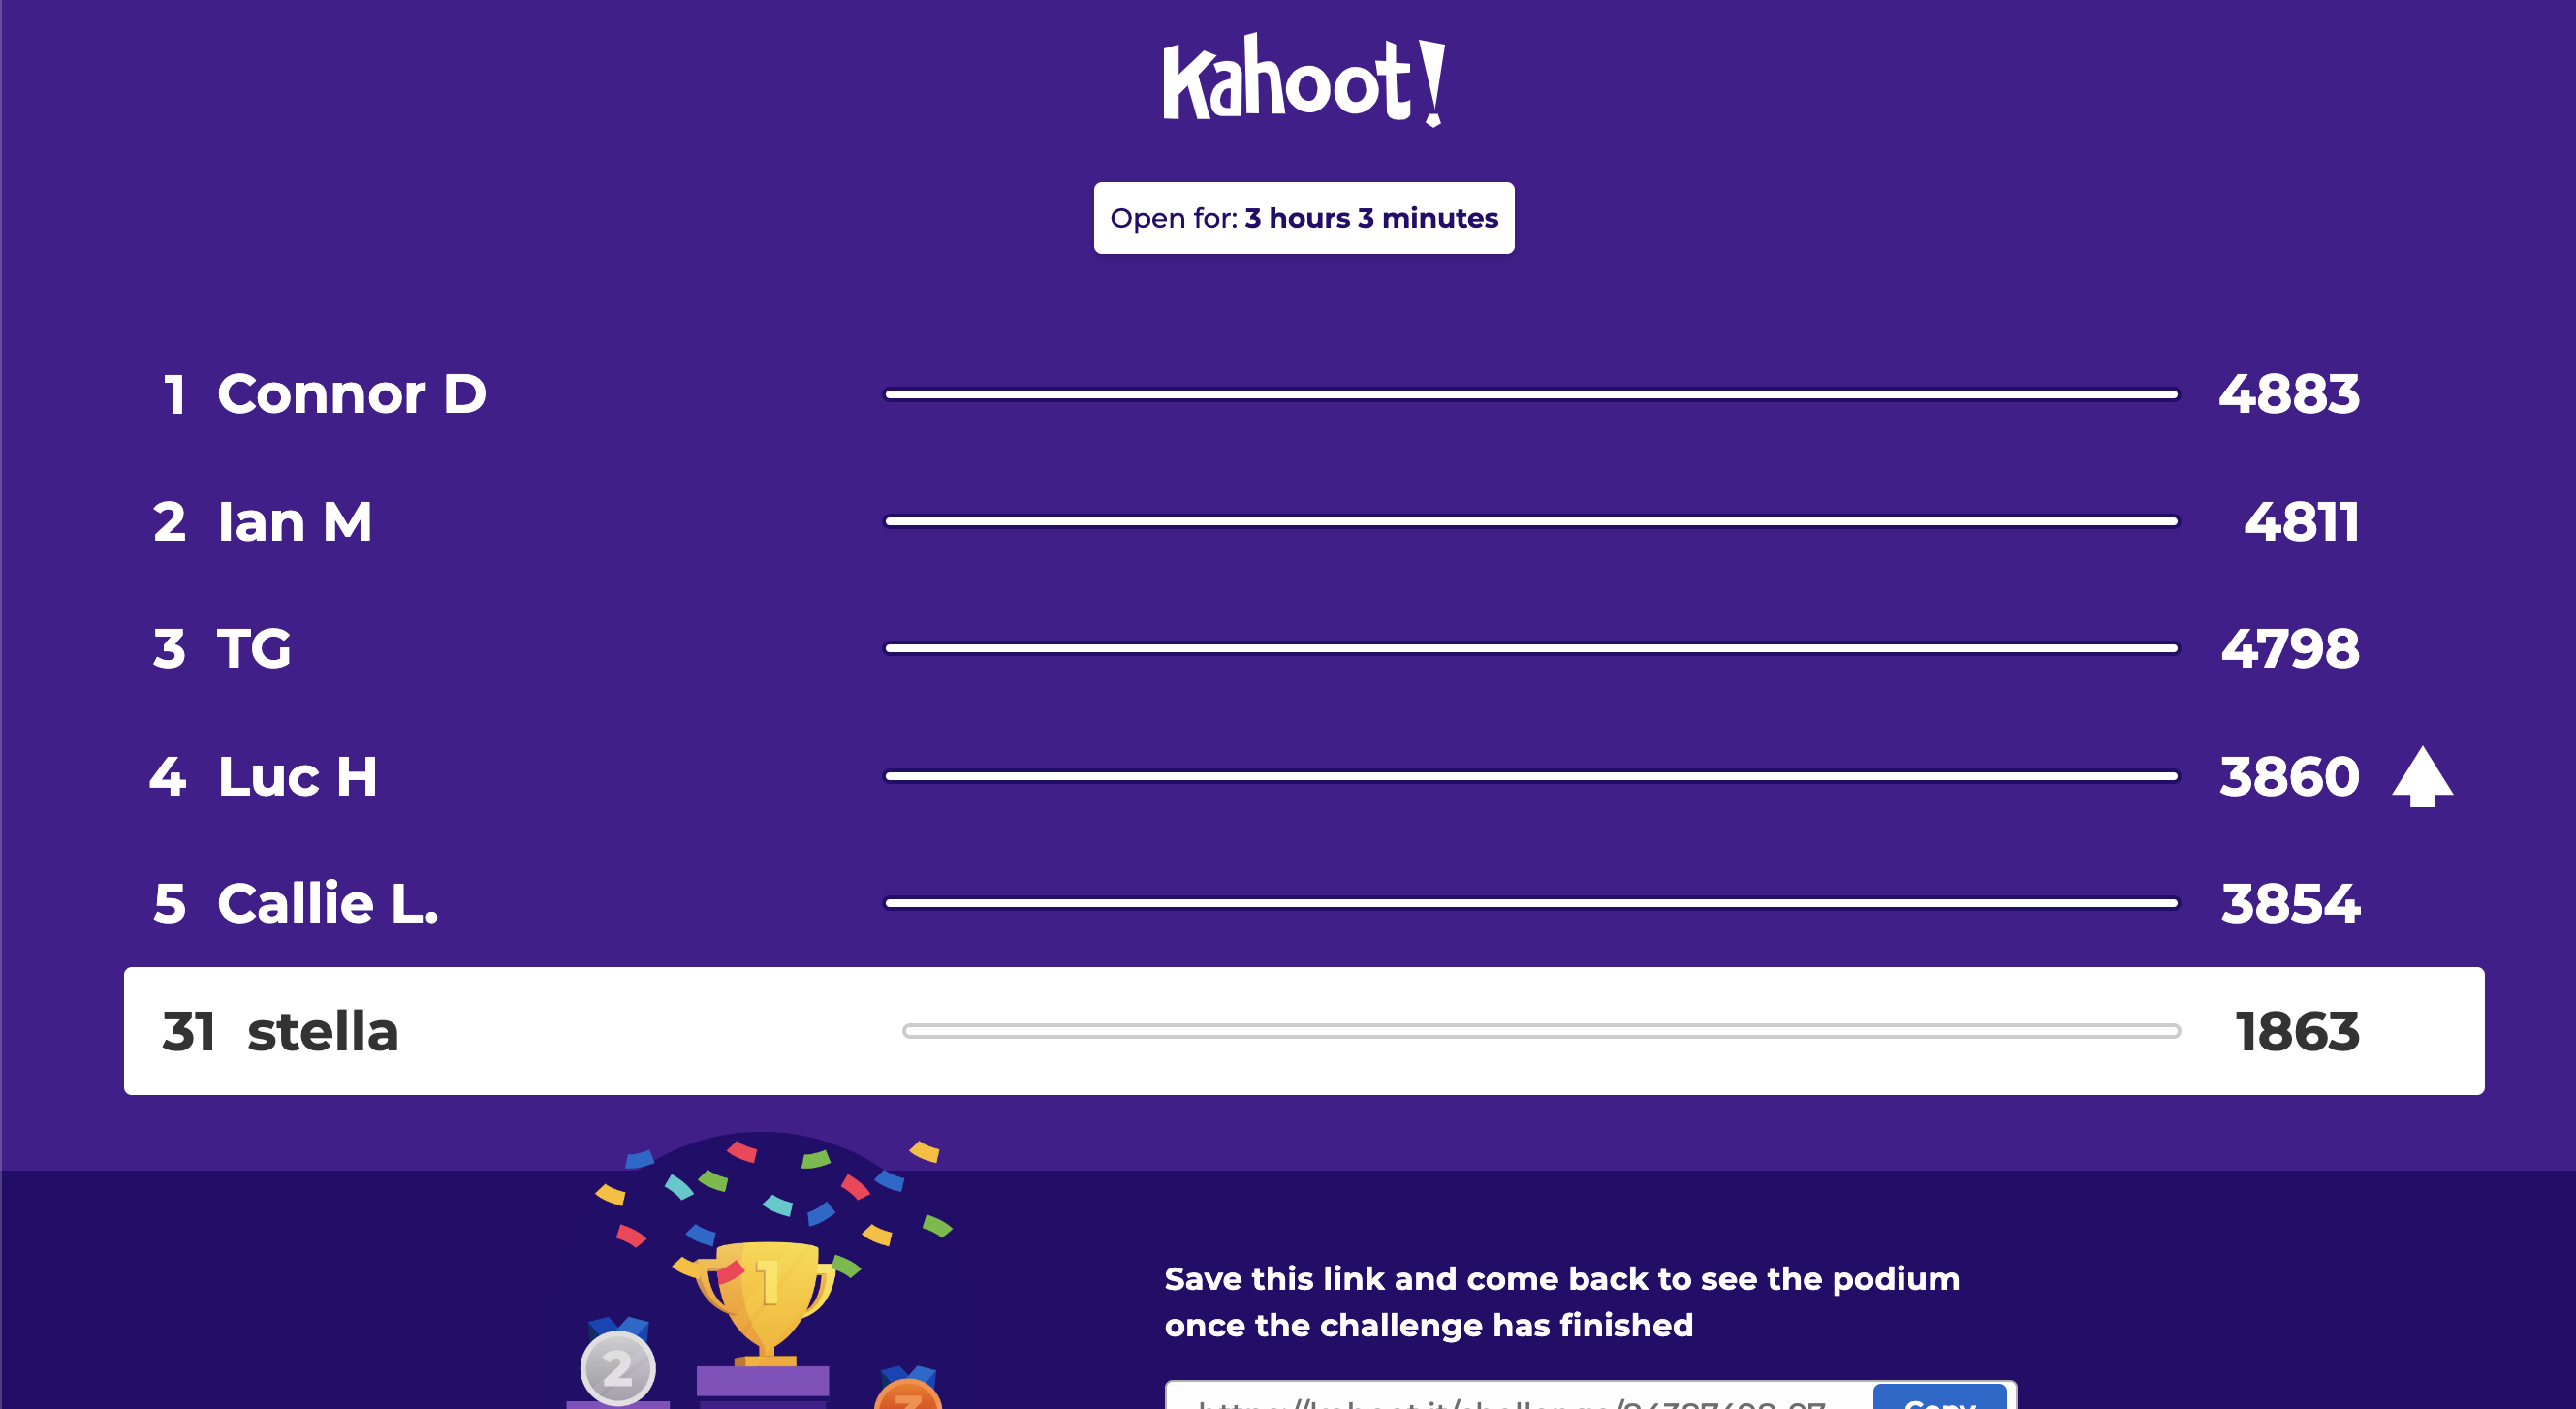 Kahoot!
Open for: 3 hours 3 minutes
1 Connor D 4883
2 Ian M 4811
3 TG 4798
4 Luc H 3860
5 Callie L. 3854
31 stella 1863
1
2
3
Save this link and come back to see the podium
once the challenge has finished
Copy